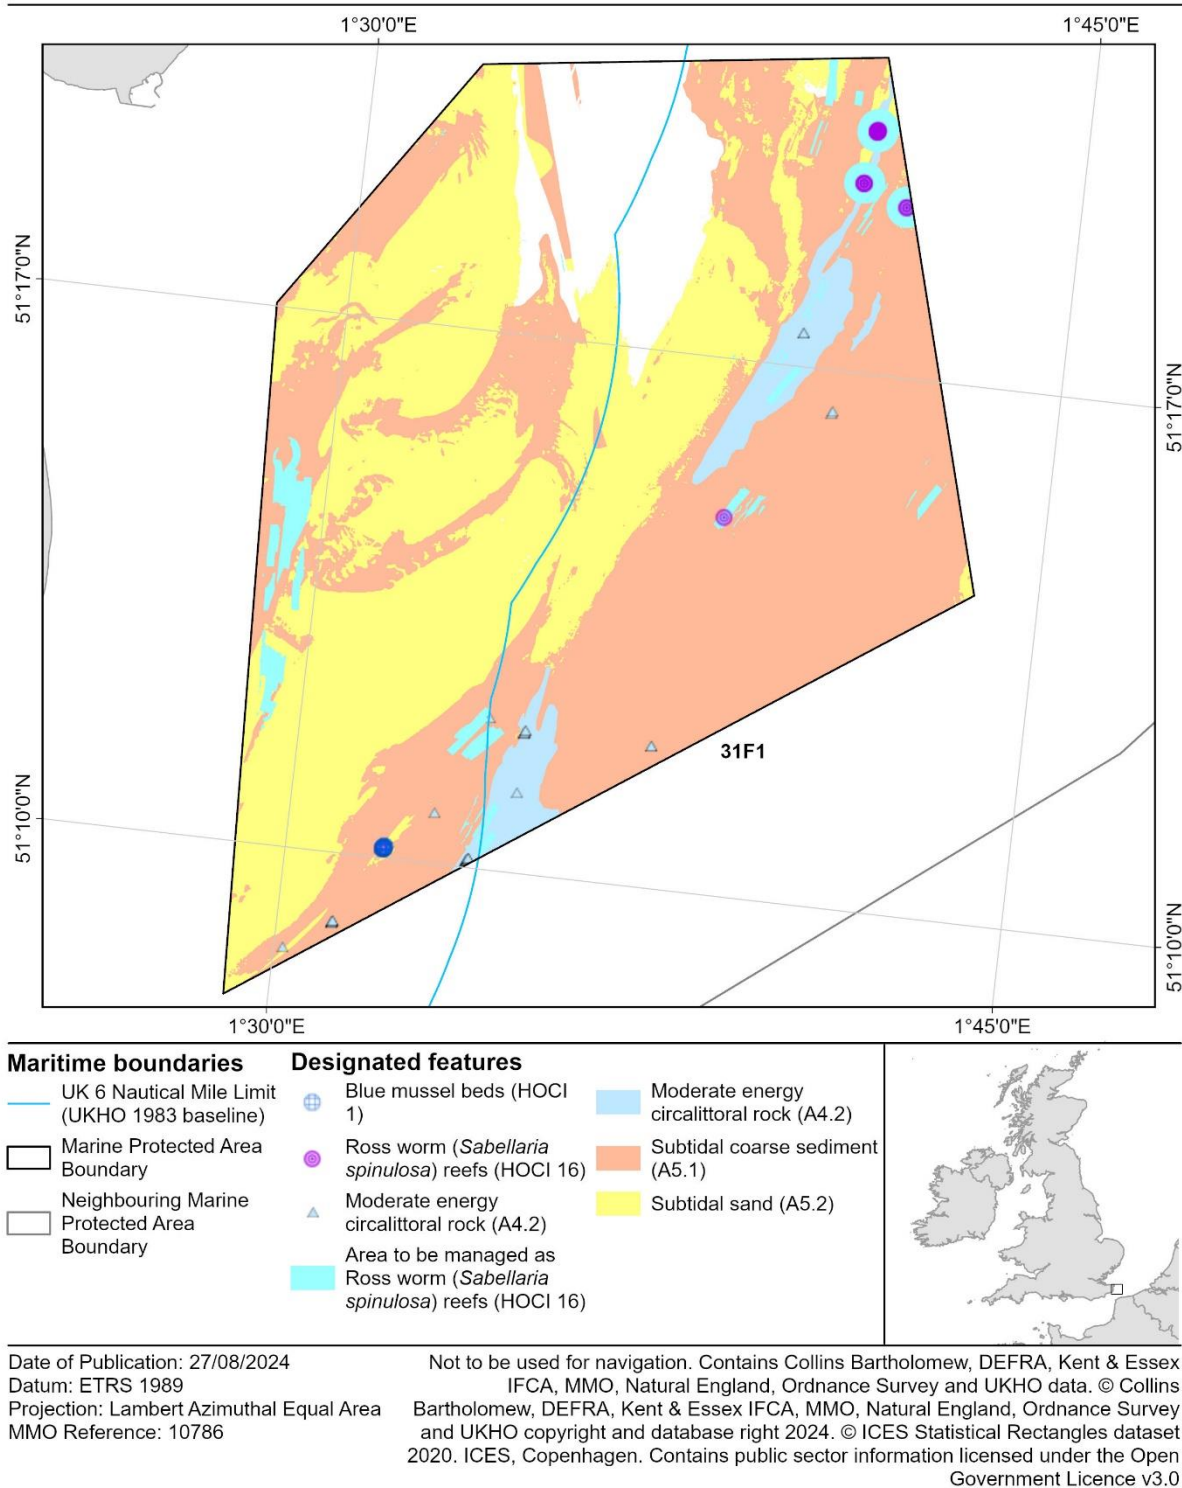 1°30'0"E
1°45'0"E
51°17'0"N
51°17'0"N
31F1
51°10'0"N
51°10'0"N
1°30'0"E
1°45'0"E
Maritime boundaries
UK 6 Nautical Mile Limit
(UKHO 1983 baseline)
Marine Protected Area
Boundary
Neighbouring Marine
Protected Area
Boundary
Designated features
Blue mussel beds (HOCI
1)
Ross worm (Sabellaria
spinulosa) reefs (HOCI 16)
Moderate energy
circalittoral rock (A4.2)
Area to be managed as
Ross worm (Sabellaria
spinulosa) reefs (HOCI 16)
Moderate energy
circalittoral rock (A4.2)
Subtidal coarse sediment
(A5.1)
Subtidal sand (A5.2)
Date of Publication: 27/08/2024
Datum: ETRS 1989
Projection: Lambert Azimuthal Equal Area
MMO Reference: 10786
Not to be used for navigation. Contains Collins Bartholomew, DEFRA, Kent & Essex
IFCA, MMO, Natural England, Ordnance Survey and UKHO data. © Collins
Bartholomew, DEFRA, Kent & Essex IFCA, MMO, Natural England, Ordnance Survey
and UKHO copyright and database right 2024. © ICES Statistical Rectangles dataset
2020. ICES, Copenhagen. Contains public sector information licensed under the Open
Government Licence v3.0